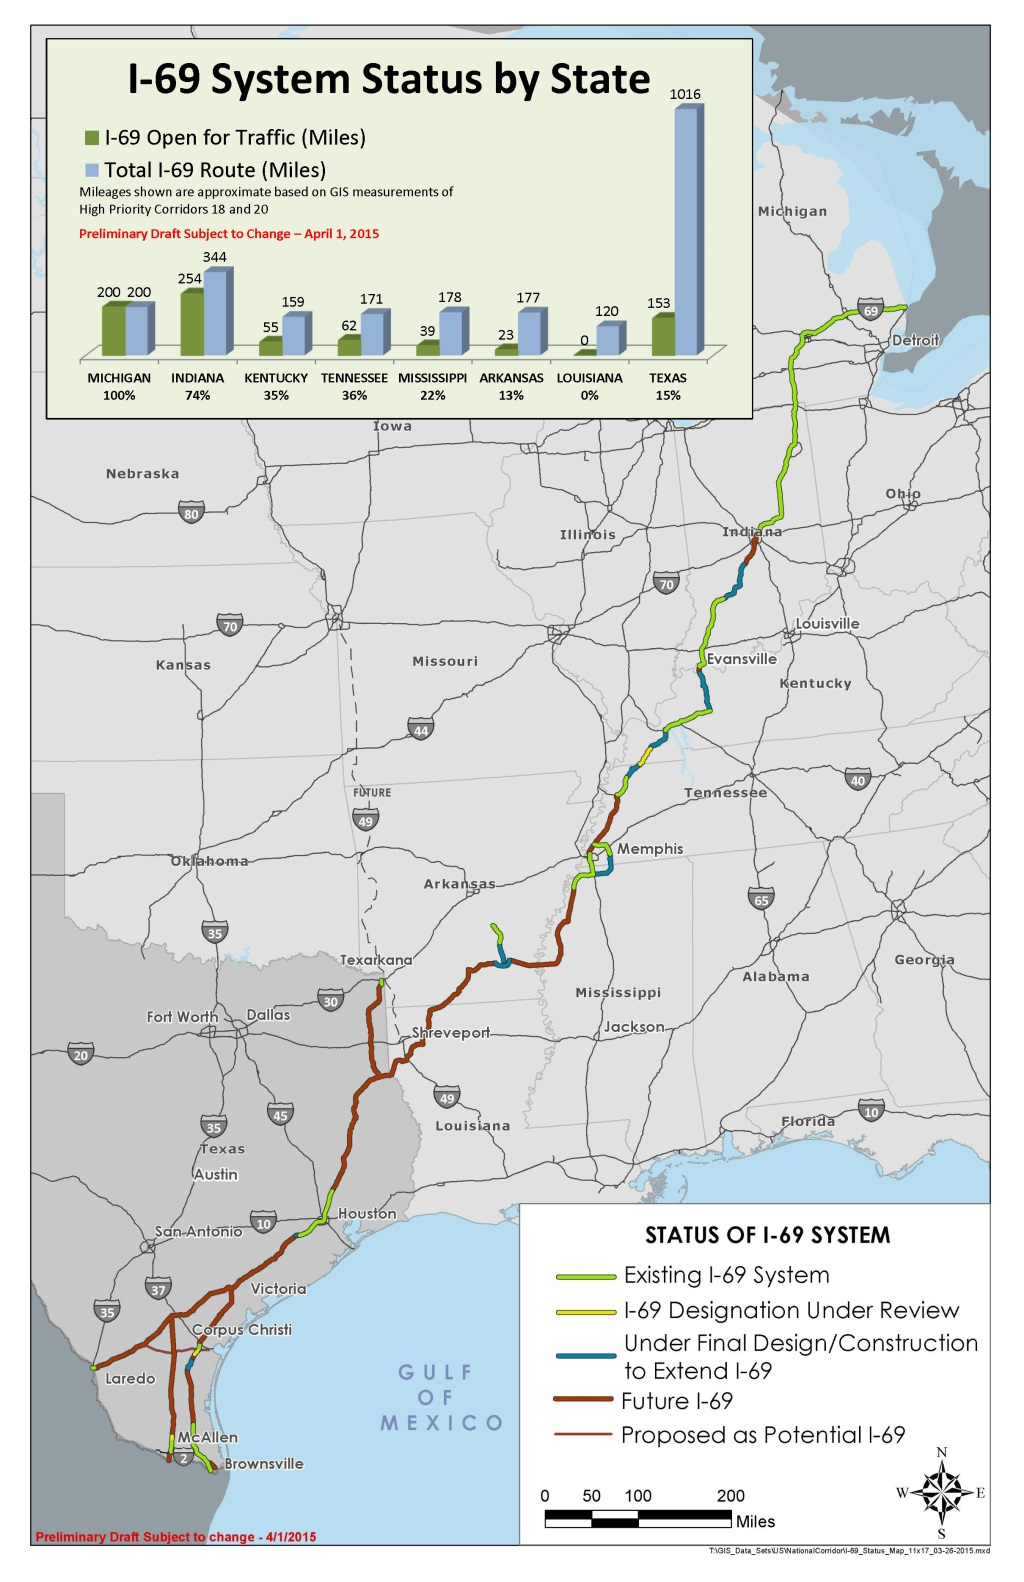 I-69 System Status by State
I-69 Open for Traffic (Miles)
Total I-69 Route (Miles)
Mileages shown are approximate based on GIS measurements of
High Priority Corridors 18 and 20
Preliminary Draft Subject to Change – April 1, 2015
1016
344
254
200 200
159
55
171
62
178
39
177
23
120
0
153
MICHIGAN INDIANA KENTUCKY TENNESSEE MISSISSIPPI ARKANSAS LOUISIANA TEXAS
100% 74% 35% 36% 22% 13% 0% 15%
Michigan
69
Detroit
Iowa
Nebraska
Ohio
80
Illinois
Indiana
70
70
Louisville
Kansas
Missouri
Evansville
Kentucky
44
FUTURE
49
40
Tennessee
Memphis
Oklahoma
Arkansas
65
35
Texarkana
Georgia
Alabama
30
Mississippi
Fort Worth
Dallas
Shreveport
Jackson
20
49
45
10
35
Louisiana
Florida
Texas
Austin
Houston
10
San Antonio
37
Victoria
35
Corpus Christi
Laredo
GULF
OF
MEXICO
McAllen
2
Brownsville
STATUS OF I-69 SYSTEM
Existing I-69 System
I-69 Designation Under Review
Under Final Design/Construction
to Extend I-69
Future I-69
Proposed as Potential I-69
N
W E
S
0 50 100 200
Miles
Preliminary Draft Subject to change - 4/1/2015
T:\GIS_Data_Sets\US\NationalCorridor\I-69_Status_Map_11x17_03-26-2015.mxd